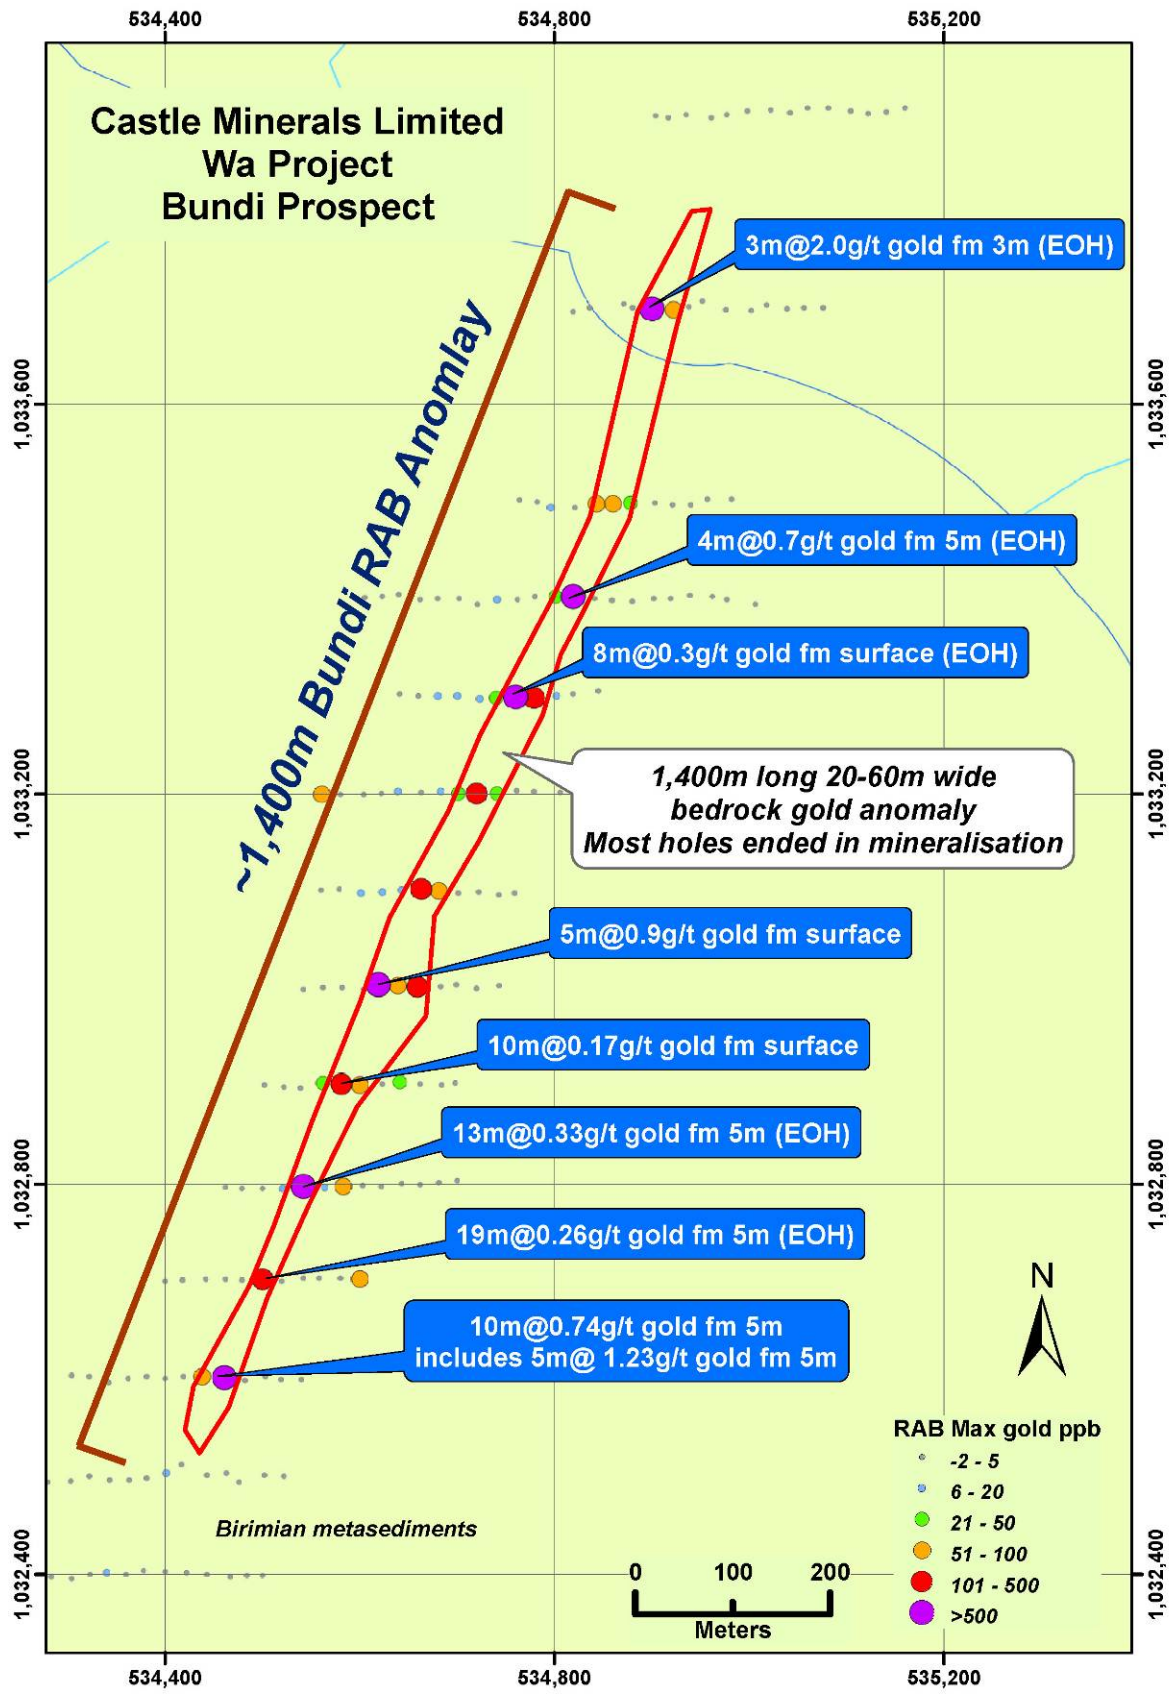 534,400
534,800
535,200
Castle Minerals Limited
Wa Project
Bundi Prospect
3m@2.0g/t gold fm 3m (EOH)
~1,400m Bundi RAB Anomlay
1,033,600
1,033,600
4m@0.7g/t gold fm 5m (EOH)
8m@0.3g/t gold fm surface (EOH)
1,400m long 20-60m wide
bedrock gold anomaly
Most holes ended in mineralisation
1,033,200
1,033,200
5m@0.9g/t gold fm surface
10m@0.17g/t gold fm surface
13m@0.33g/t gold fm 5m (EOH)
1,032,800
1,032,800
19m@0.26g/t gold fm 5m (EOH)
10m@0.74g/t gold fm 5m
includes 5m@ 1.23g/t gold fm 5m
N
RAB Max gold ppb
-2 - 5
6 - 20
21 - 50
51 - 100
101 - 500
>500
Birimian metasediments
0 100 200
Meters
1,032,400
1,032,400
534,400
534,800
535,200